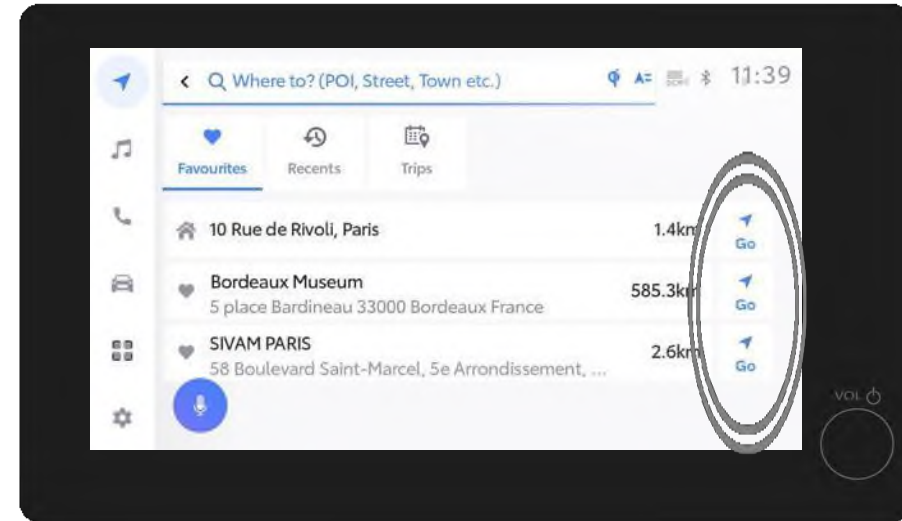 Where to? (POI, Street, Town etc.)
A=
11:39
Favourites
Recents
Trips
10 Rue de Rivoli, Paris
1.4km
Go
Bordeaux Museum
585.3km
5 place Bardineau 33000 Bordeaux France
Go
SIVAM PARIS
2.6km
58 Boulevard Saint-Marcel, 5e Arrondissement, ...
Go
VOL